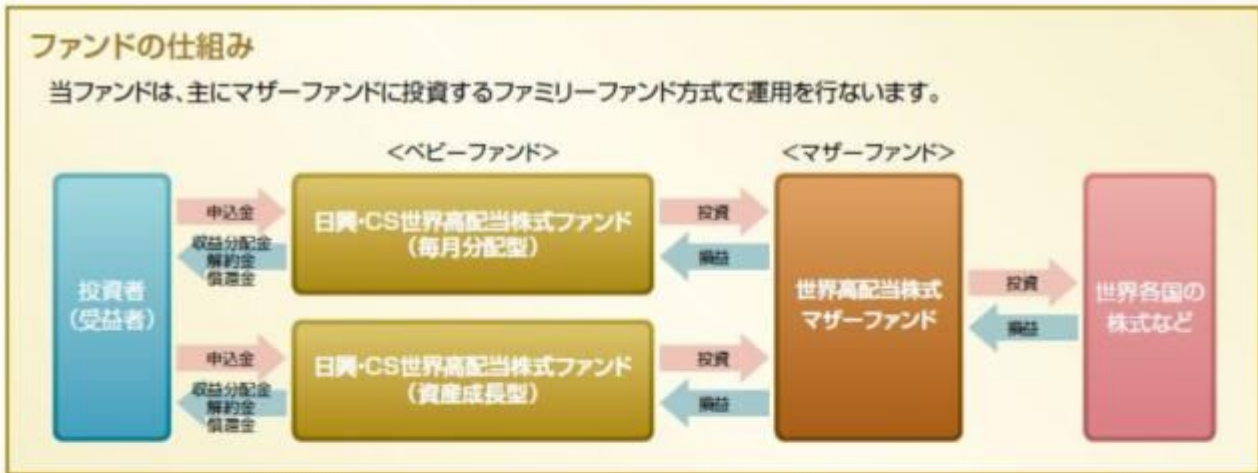 ファンドの仕組み
当ファンドは、主にマザーファンドに投資するファミリーファンド方式で運用を行ないます。
<ベビーファンド>
<マザーファンド>
投資者
(受益者)
申込金
収益分配金
解約金
償還金
日興・CS世界高配当株式ファンド
(毎月分配型)
投資
損益
申込金
収益分配金
解約金
償還金
日興・CS世界高配当株式ファンド
(資産成長型)
投資
損益
世界高配当株式
マザーファンド
投資
損益
世界各国の
株式など